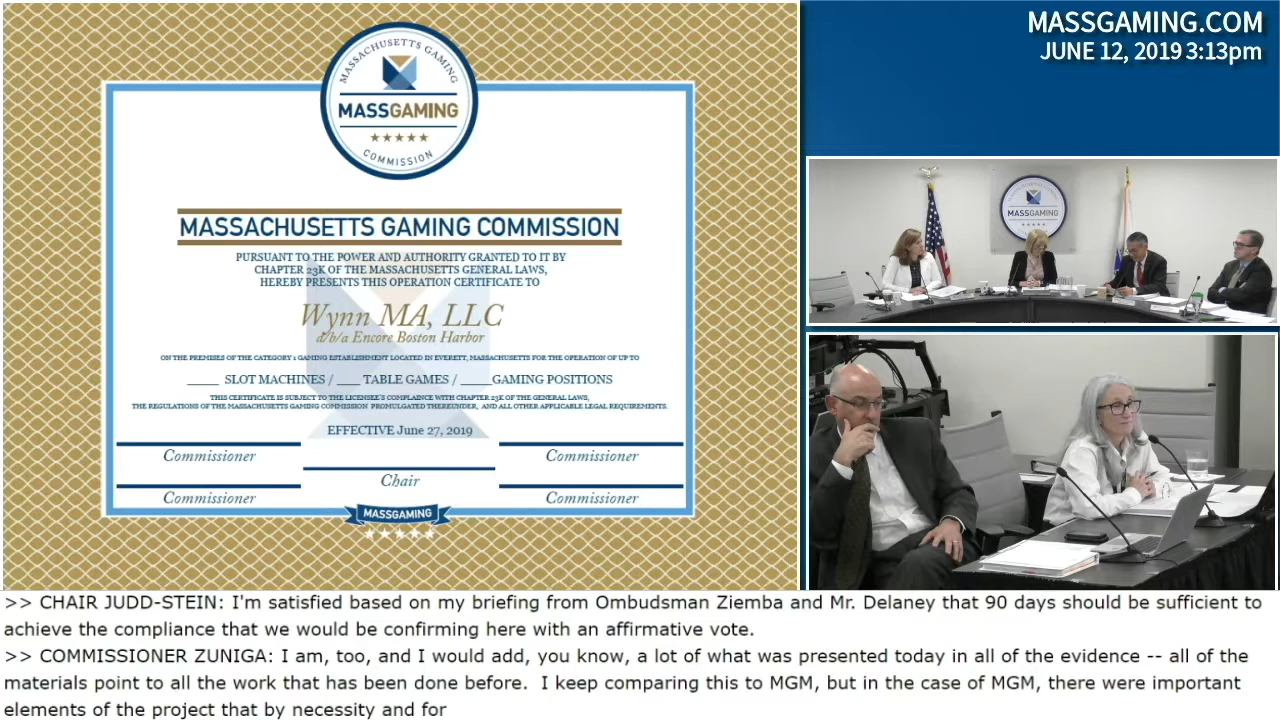 MASSGAMING.COM
JUNE 12, 2019 3:13pm
MASSACHUSETTS GAMING
MASSGAMING
COMMISSION
MASSACHUSETTS GAMING COMMISSION
PURSUANT TO THE POWER AND AUTHORITY GRANTED TO IT BY
CHAPTER 23K OF THE MASSACHUSETTS GENERAL LAWS,
HEREBY PRESENTS THIS OPERATION CERTIFICATE TO
Wynn MA, LLC
d/b/a Encore Boston Harbor
ON THE PREMISES OF THE CATEGORY 1 GAMING ESTABLISHMENT LOCATED IN EVERETT, MASSACHUSETTS FOR THE OPERATION OF UP TO
_____ SLOT MACHINES / ____ TABLE GAMES / _____GAMING POSITIONS
THIS CERTIFICATE IS SUBJECT TO THE LICENSEE'S COMPLAINCE WITH CHAPTER 23K OF THE GENERAL LAWS,
THE REGULATIONS OF THE MASSACHUSETTS GAMING COMMISSION PROMULGATED THEREUNDER, AND ALL OTHER APPLICABLE LEGAL REQUIREMENTS.
EFFECTIVE June 27, 2019
Commissioner
Commissioner
Chair
Commissioner
Commissioner
MASSGAMING
MASSGAMING
>> CHAIR JUDD-STEIN: I'm satisfied based on my briefing from Ombudsman Ziemba and Mr. Delaney that 90 days should be sufficient to
achieve the compliance that we would be confirming here with an affirmative vote.
>> COMMISSIONER ZUNIGA: I am, too, and I would add, you know, a lot of what was presented today in all of the evidence -- all of the
materials point to all the work that has been done before.  I keep comparing this to MGM, but in the case of MGM, there were important
elements of the project that by necessity and for